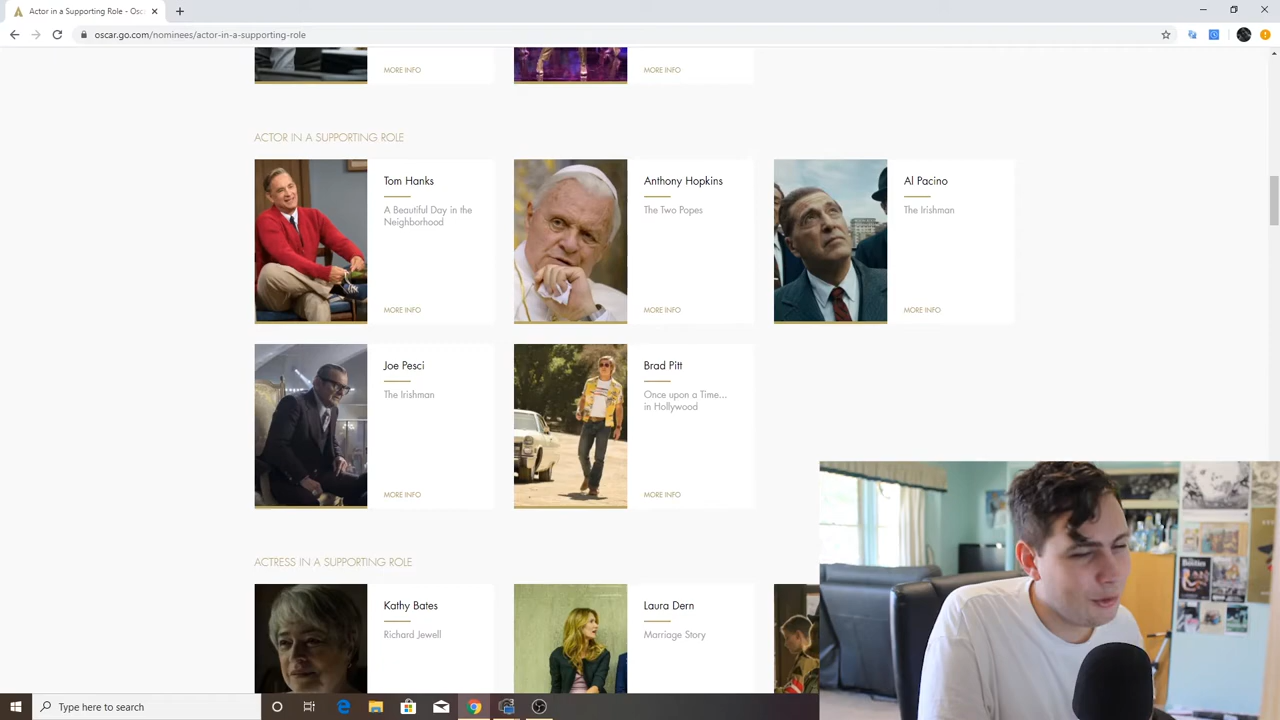 Actor in a Supporting Role - Osc
oscar.go.com/nominees/actor-in-a-supporting-role
MORE INFO
MORE INFO
ACTOR IN A SUPPORTING ROLE
Tom Hanks
A Beautiful Day in the
Neighborhood
MORE INFO
Anthony Hopkins
The Two Popes
MORE INFO
Al Pacino
The Irishman
MORE INFO
Joe Pesci
The Irishman
MORE INFO
Brad Pitt
Once upon a Time...
in Hollywood
MORE INFO
ACTRESS IN A SUPPORTING ROLE
Kathy Bates
Richard Jewell
Laura Dern
Marriage Story
Type here to search